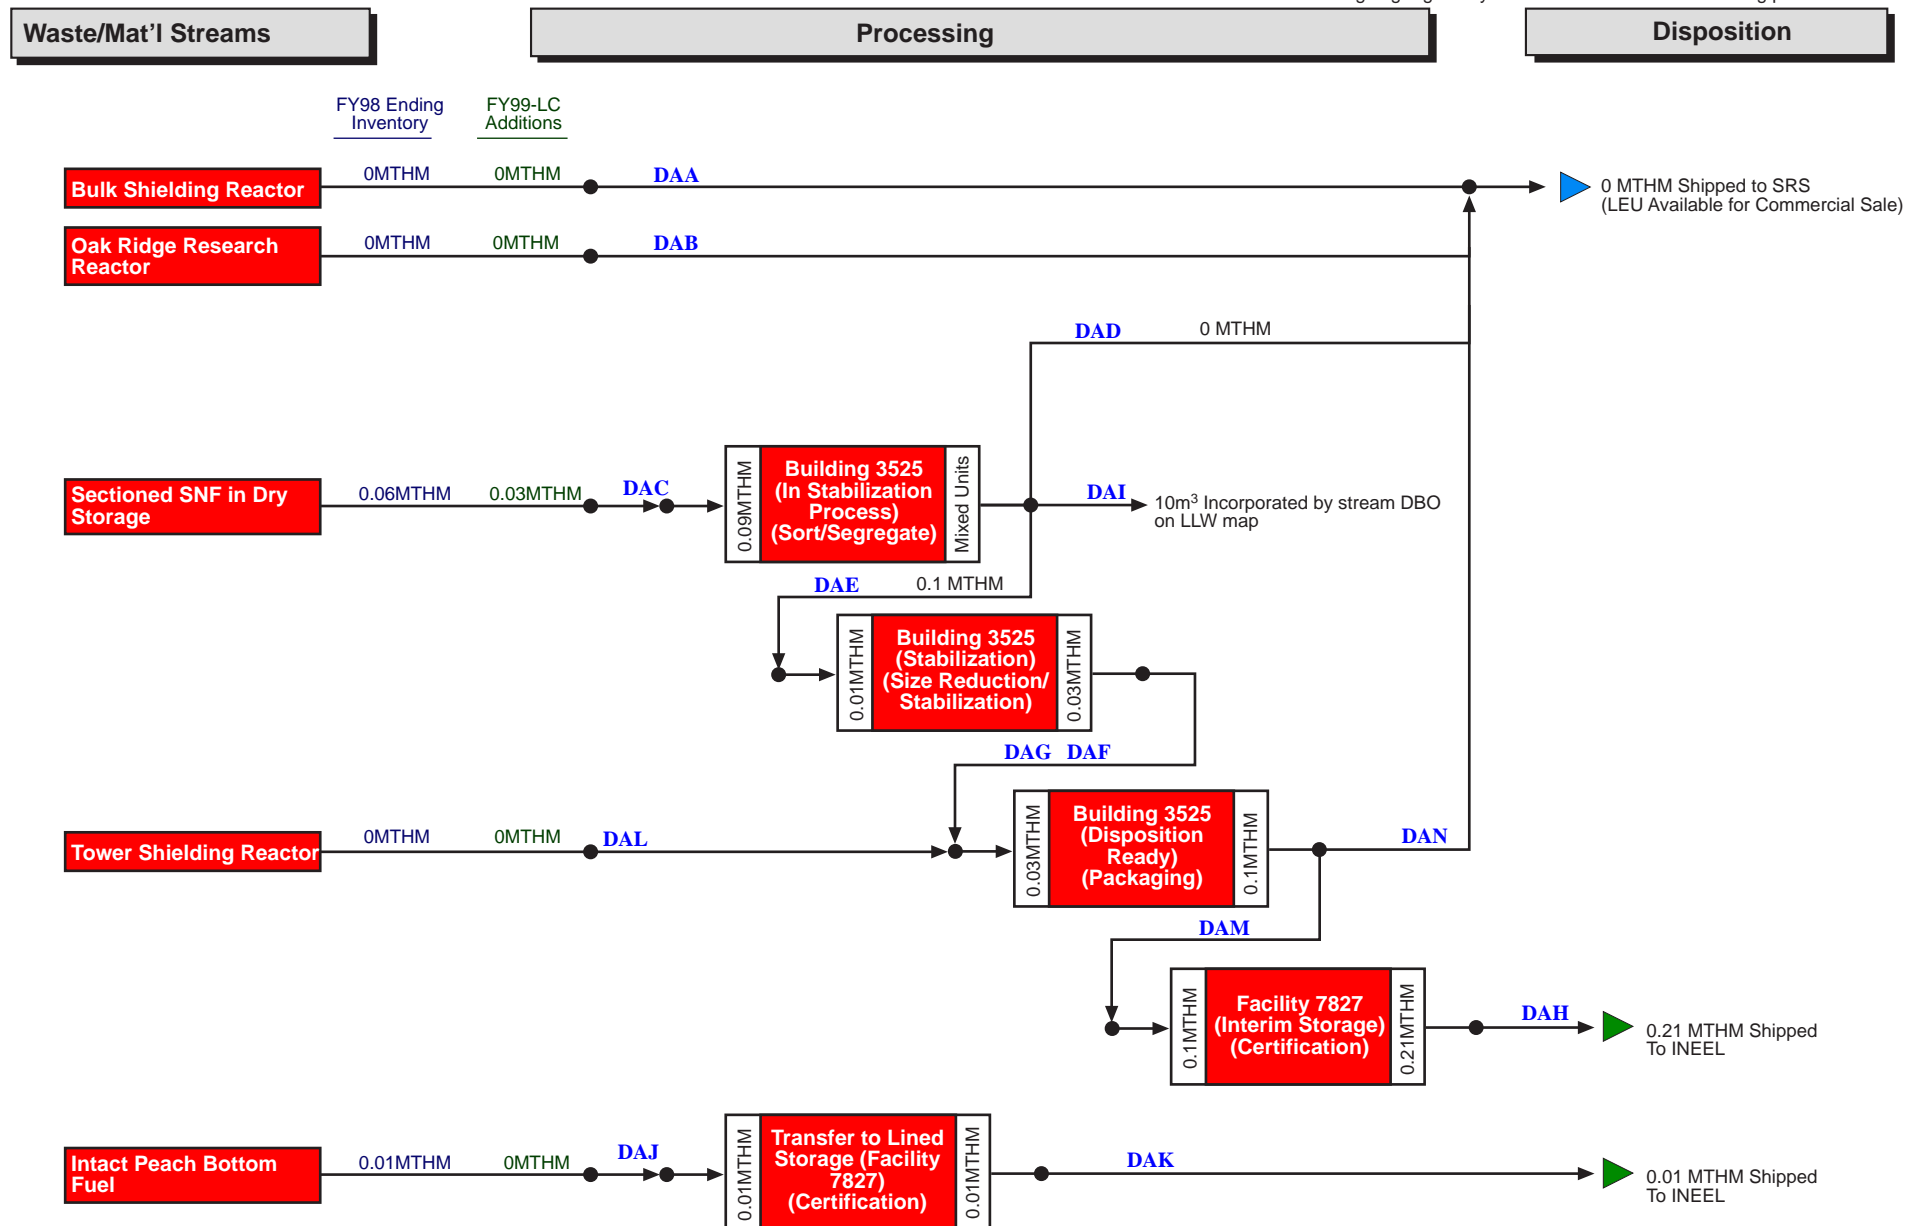 Waste/Mat'l Streams
Processing
Disposition
FY98 Ending
Inventory
FY99-LC
Additions
Bulk Shielding Reactor
0MTHM
0MTHM
DAA
0 MTHM Shipped to SRS
(LEU Available for Commercial Sale)
Oak Ridge Research
Reactor
0MTHM
0MTHM
DAB
DAD
0 MTHM
Sectioned SNF in Dry
Storage
0.06MTHM
0.03MTHM
DAC
0.09MTHM
Building 3525
(In Stabilization
Process)
(Sort/Segregate)
Mixed Units
DAI
10m³ Incorporated by stream DBO
on LLW map
DAE
0.1 MTHM
0.01MTHM
Building 3525
(Stabilization)
(Size Reduction/
Stabilization)
0.03MTHM
DAG DAF
Tower Shielding Reactor
0MTHM
0MTHM
DAL
0.03MTHM
Building 3525
(Disposition
Ready)
(Packaging)
0.1MTHM
DAN
DAM
0.1MTHM
Facility 7827
(Interim Storage)
(Certification)
0.21MTHM
DAH
0.21 MTHM Shipped
To INEEL
Intact Peach Bottom
Fuel
0.01MTHM
0MTHM
DAJ
0.01MTHM
Transfer to Lined
Storage (Facility
7827)
(Certification)
0.01MTHM
DAK
0.01 MTHM Shipped
To INEEL